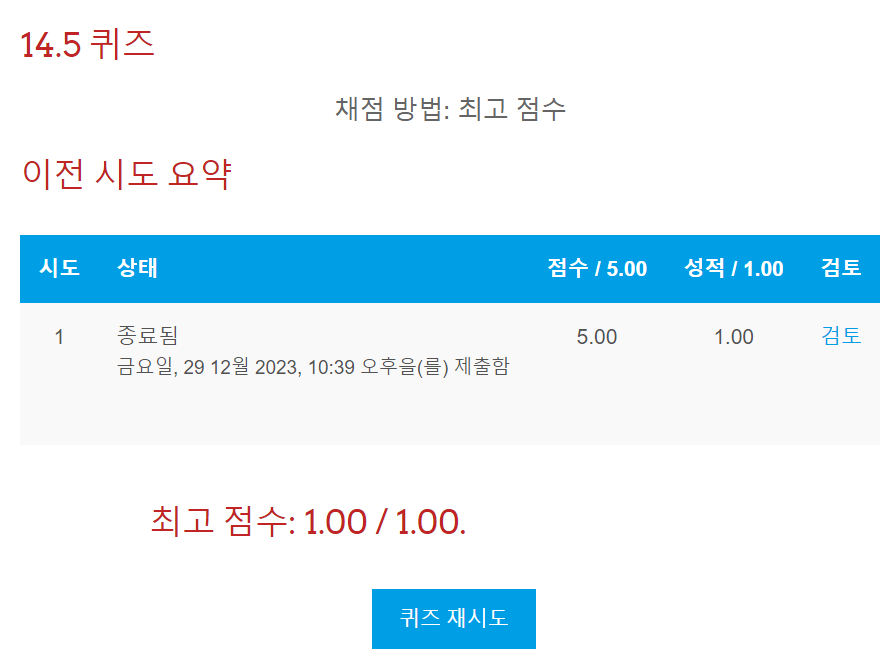 14.5 퀴즈
채점 방법: 최고 점수
이전 시도 요약
시도 상태 점수 / 5.00 성적 / 1.00 검토
1 종료됨 5.00 1.00 검토
금요일, 29 12월 2023, 10:39 오후을(를) 제출함
최고 점수: 1.00 / 1.00.
퀴즈 재시도